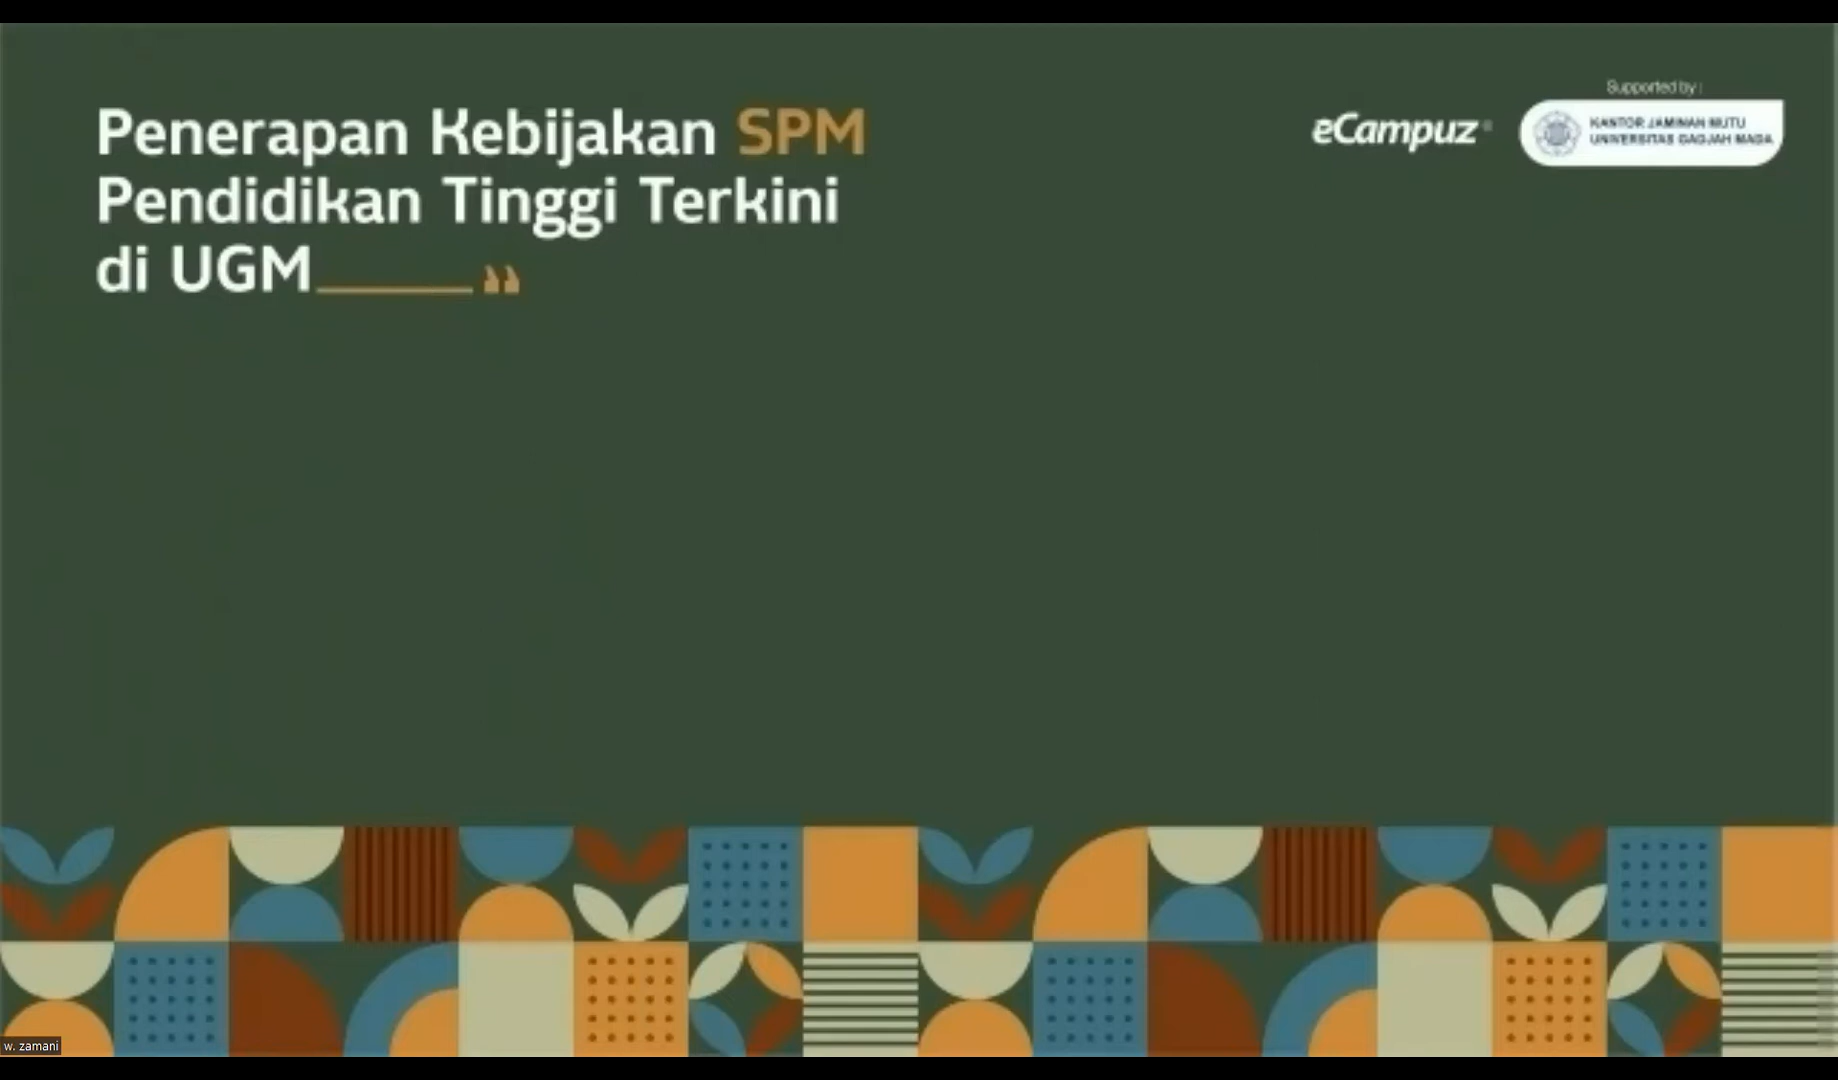 Penerapan Kebijakan SPM
Pendidikan Tinggi Terkini
di UGM
Supported by :
eCampuz
KANTOR JAMINAN MUTU
UNIVERSITAS GADJAH MADA
w. zamani